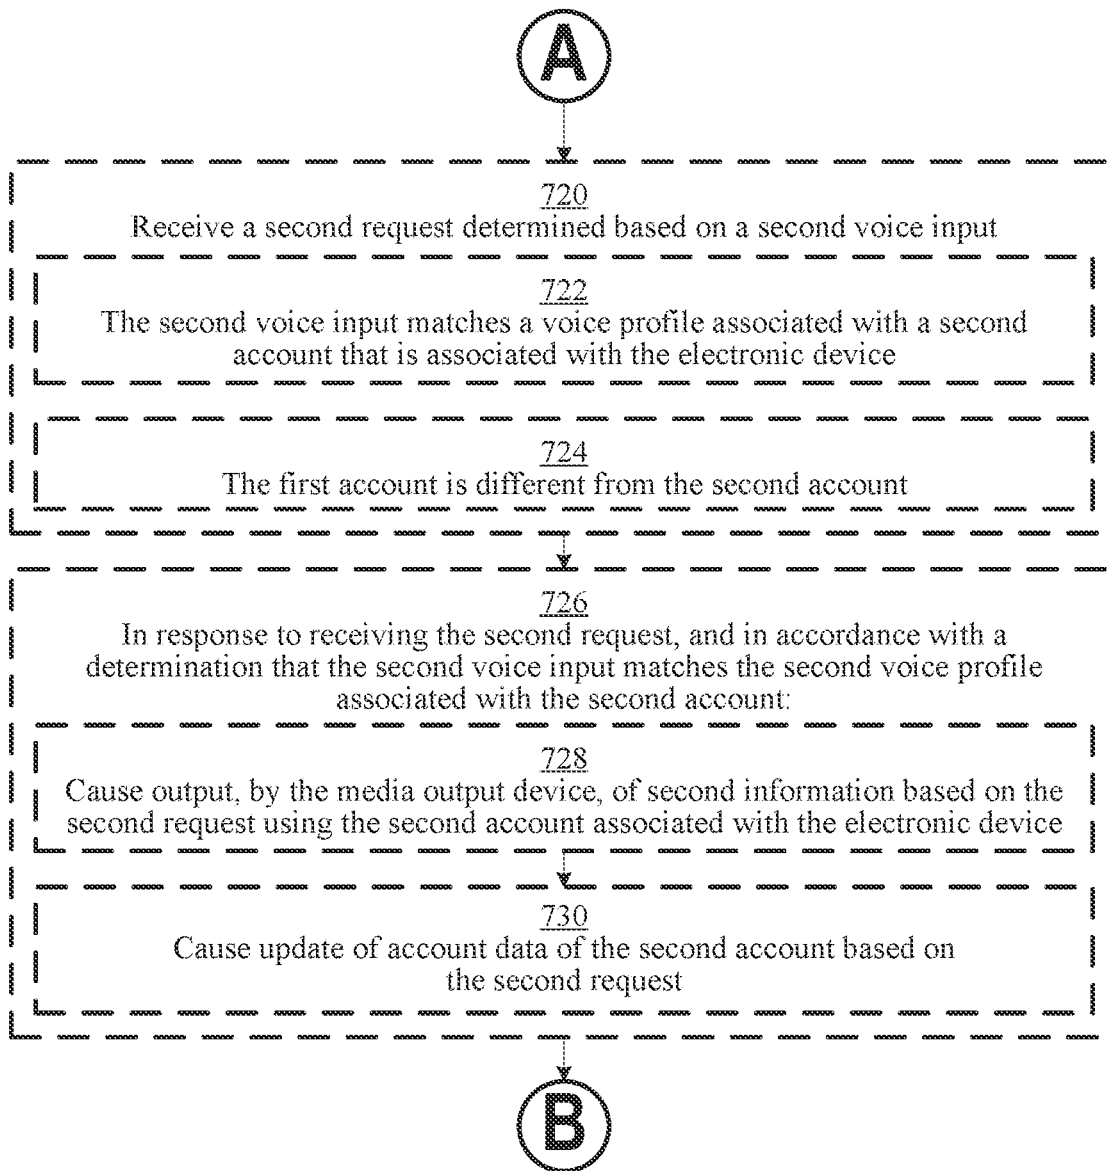 A
720
Receive a second request determined based on a second voice input
722
The second voice input matches a voice profile associated with a second
account that is associated with the electronic device
724
The first account is different from the second account
726
In response to receiving the second request, and in accordance with a
determination that the second voice input matches the second voice profile
associated with the second account:
728
Cause output, by the media output device, of second information based on the
second request using the second account associated with the electronic device
730
Cause update of account data of the second account based on
the second request
B